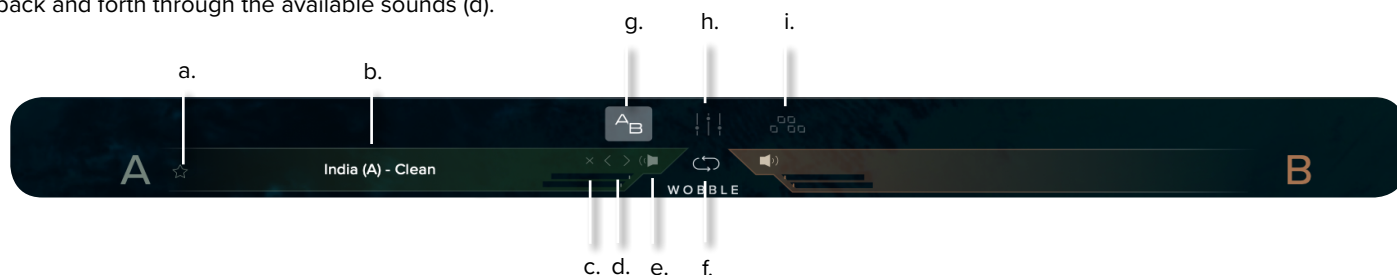 back and forth through the available sounds (d).
g. h. i.
a. b.
A B
A India (A) - Clean B
WOBBLE
c. d. e. f.